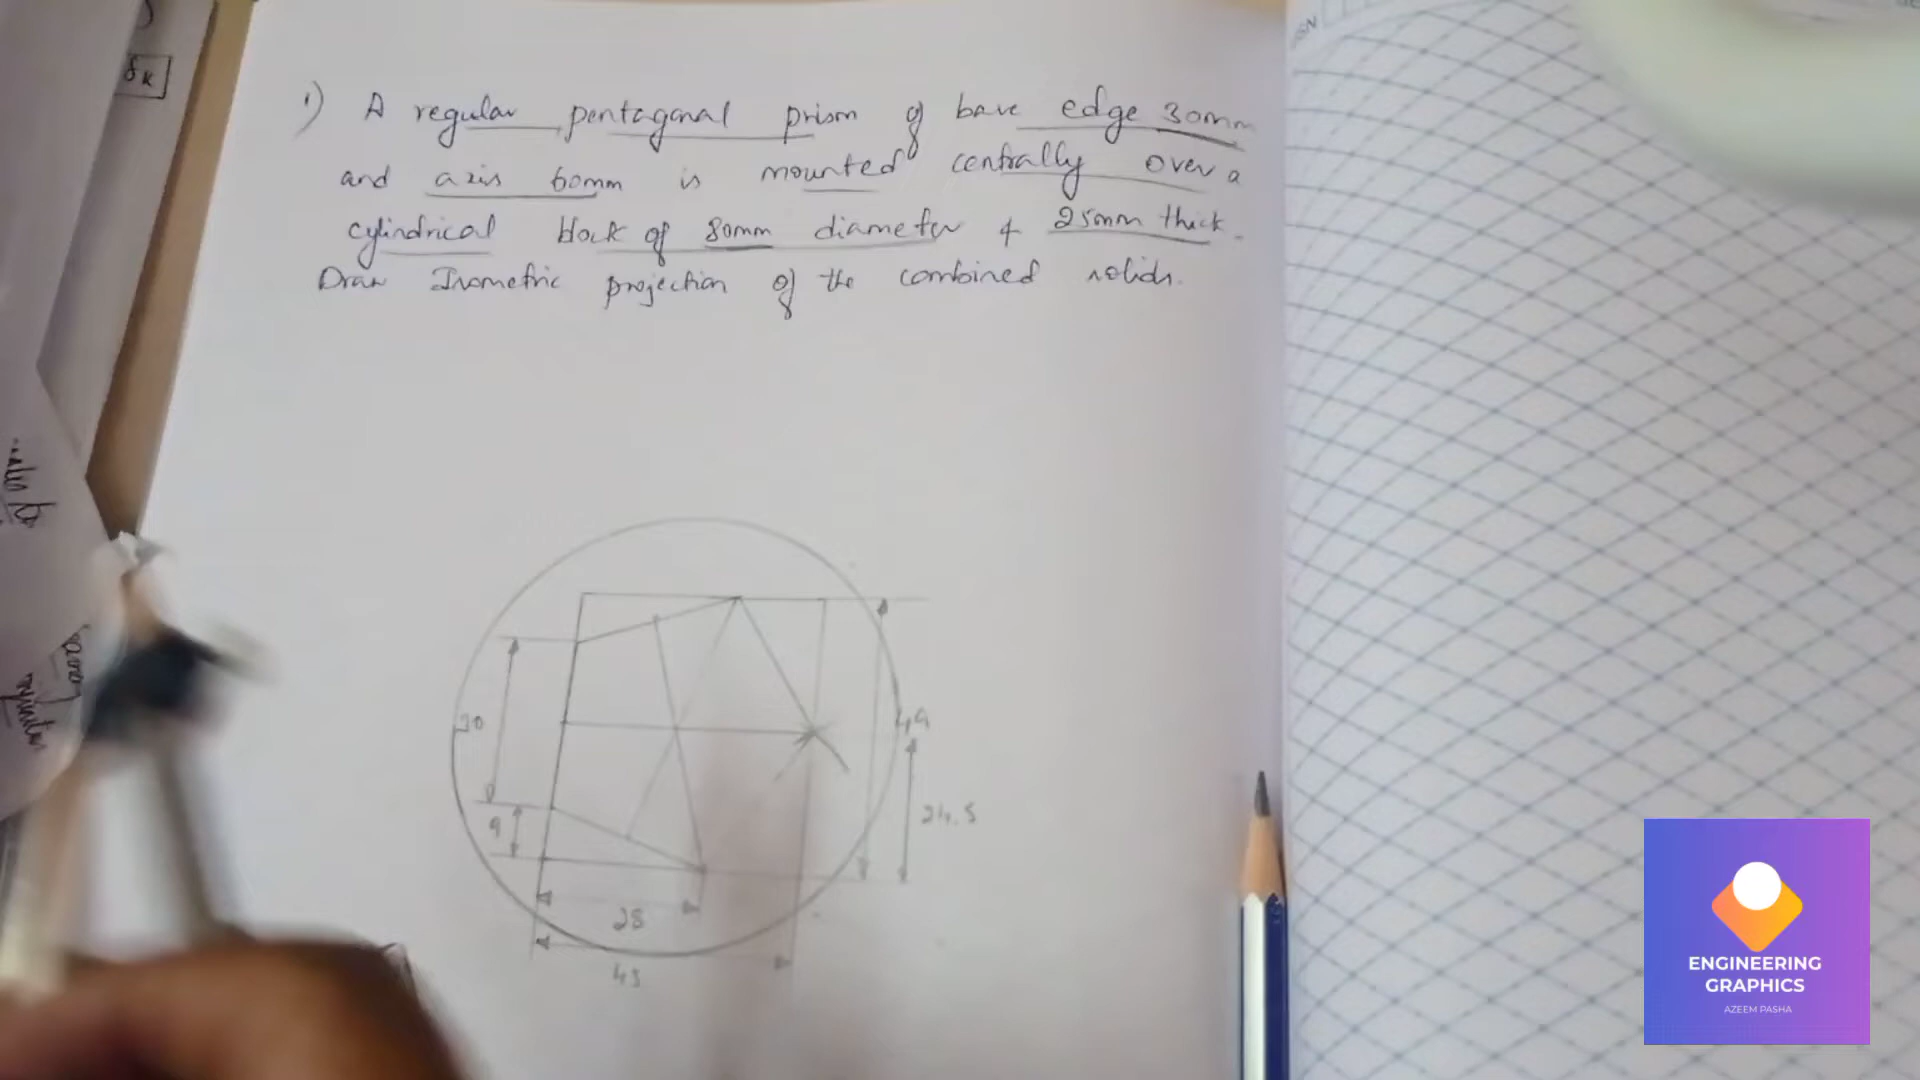 1) A regular pentagonal prism of base edge 30mm
and axis 60mm is mounted centrally over a
cylindrical block of 80mm diameter & 25mm thick.
Draw Isometric projection of the combined solids.
30
49
9
24.5
28
43
ENGINEERING
GRAPHICS
AZEEM PASHA